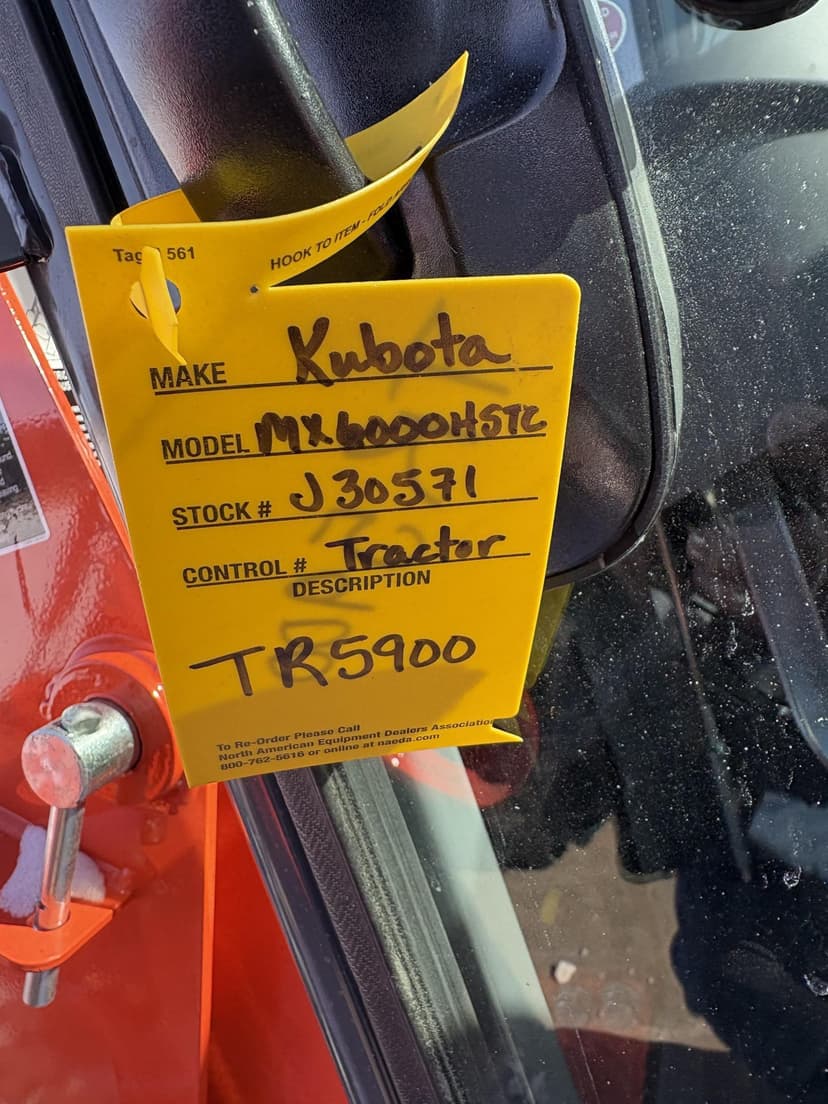 Tag 561
HOOK TO ITEM - FOLD
MAKE Kubota
MODEL MX6000HSTC
STOCK # J30571
CONTROL # Tractor
DESCRIPTION
TR5900
To Re-Order Please Call
North American Equipment Dealers Association
800-762-5616 or online at naeda.com